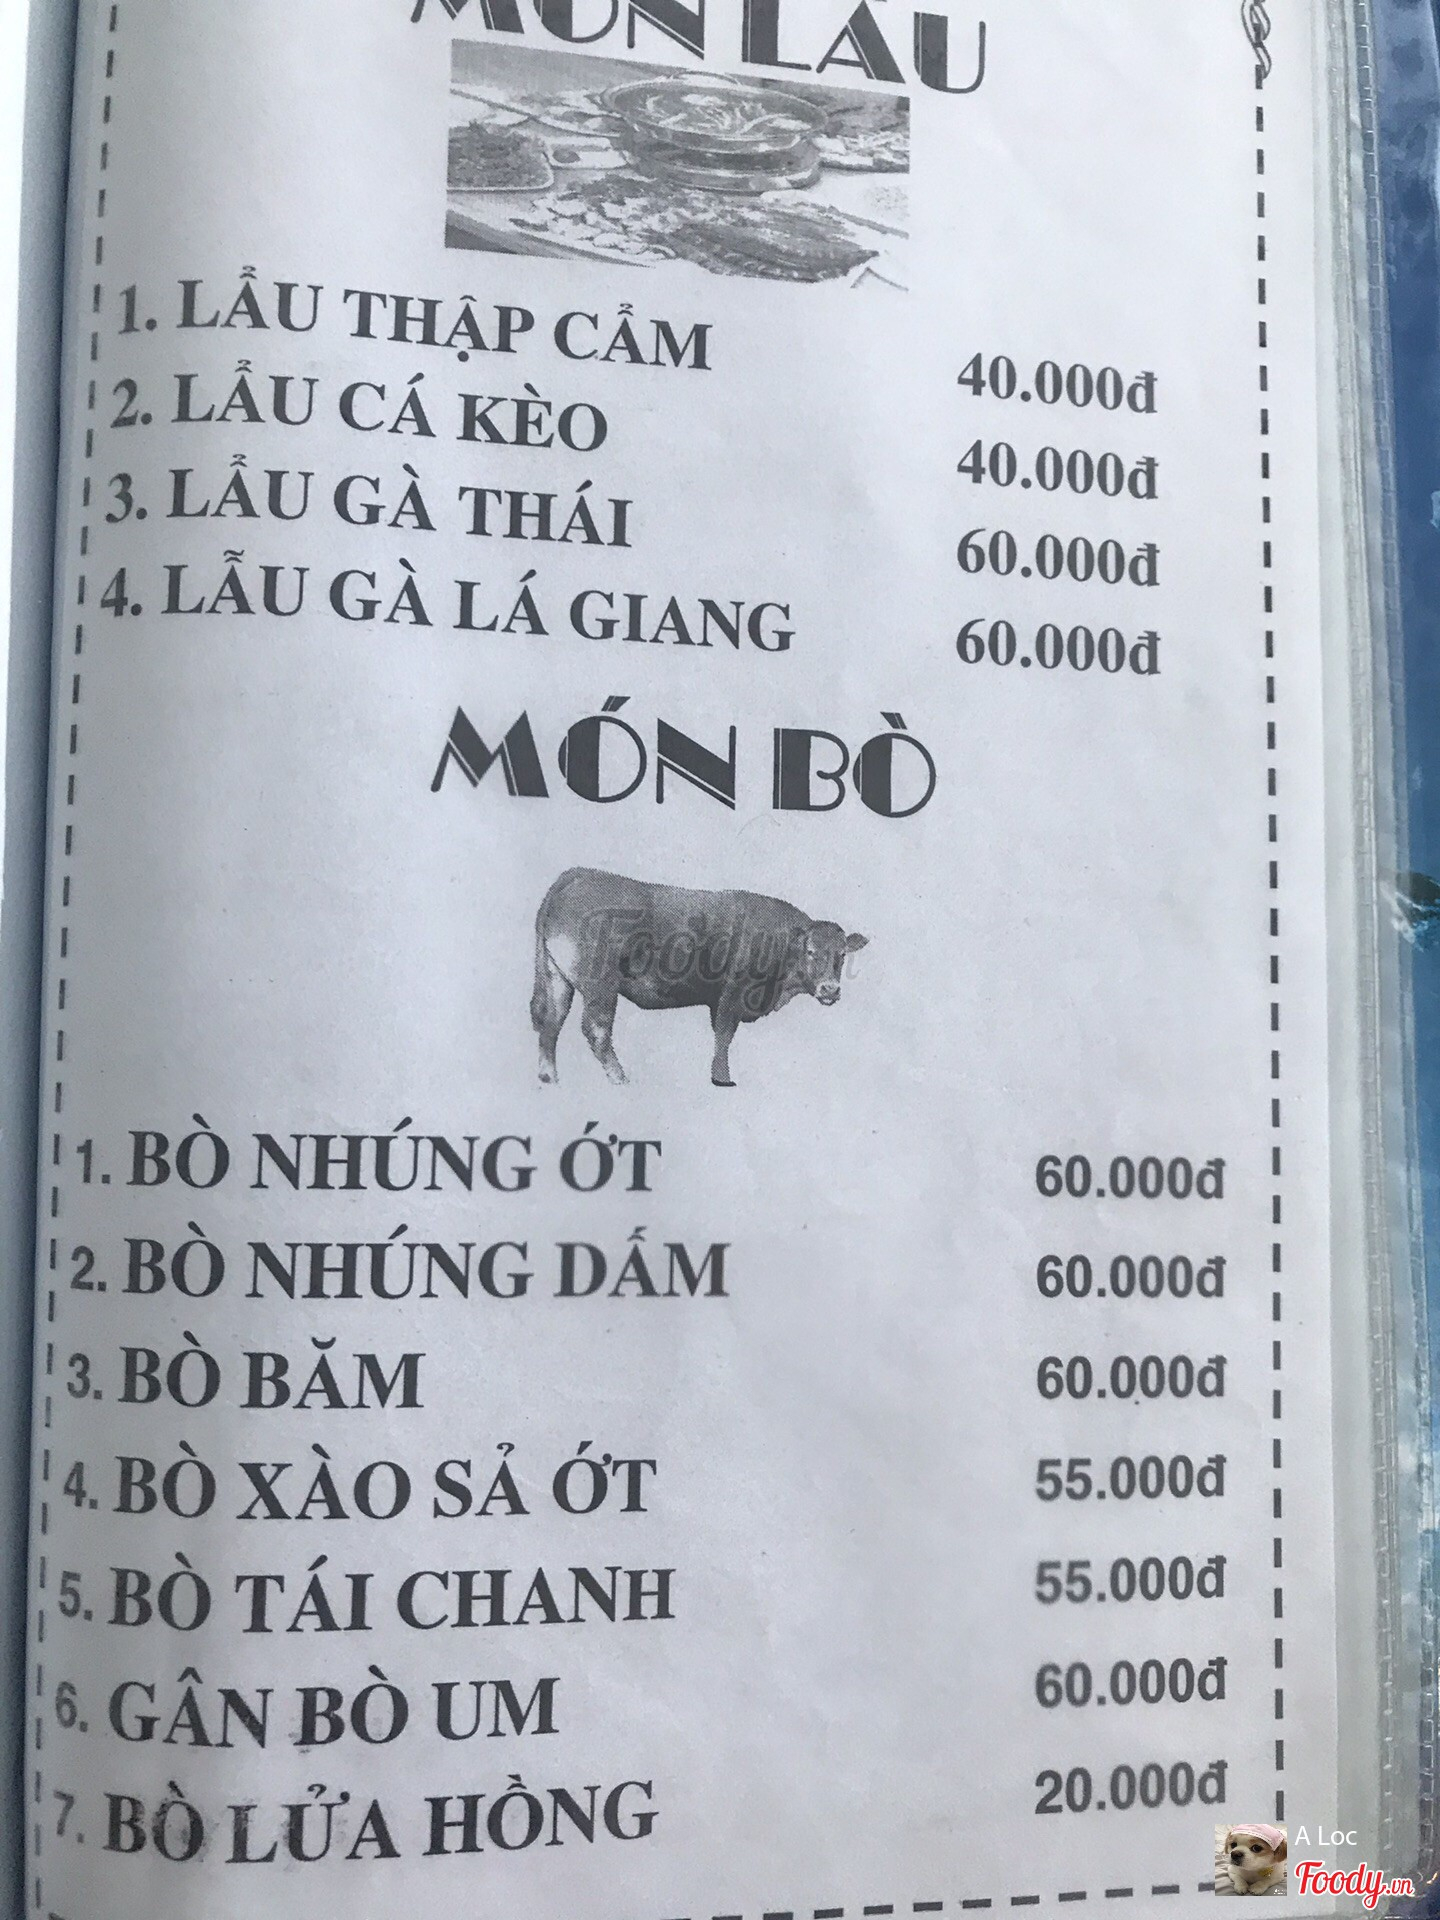 MÓN LẨU
1. LẨU THẬP CẨM 40.000đ
2. LẨU CÁ KÈO 40.000đ
3. LẨU GÀ THÁI 60.000đ
4. LẪU GÀ LÁ GIANG 60.000đ
MÓN BÒ
Foody.vn
1. BÒ NHÚNG ỚT 60.000đ
2. BÒ NHÚNG DẤM 60.000đ
3. BÒ BĂM 60.000đ
4. BÒ XÀO SẢ ỚT 55.000đ
5. BÒ TÁI CHANH 55.000đ
6. GÂN BÒ UM 60.000đ
7. BÒ LỬA HỒNG 20.000đ
A Loc
Foody.vn